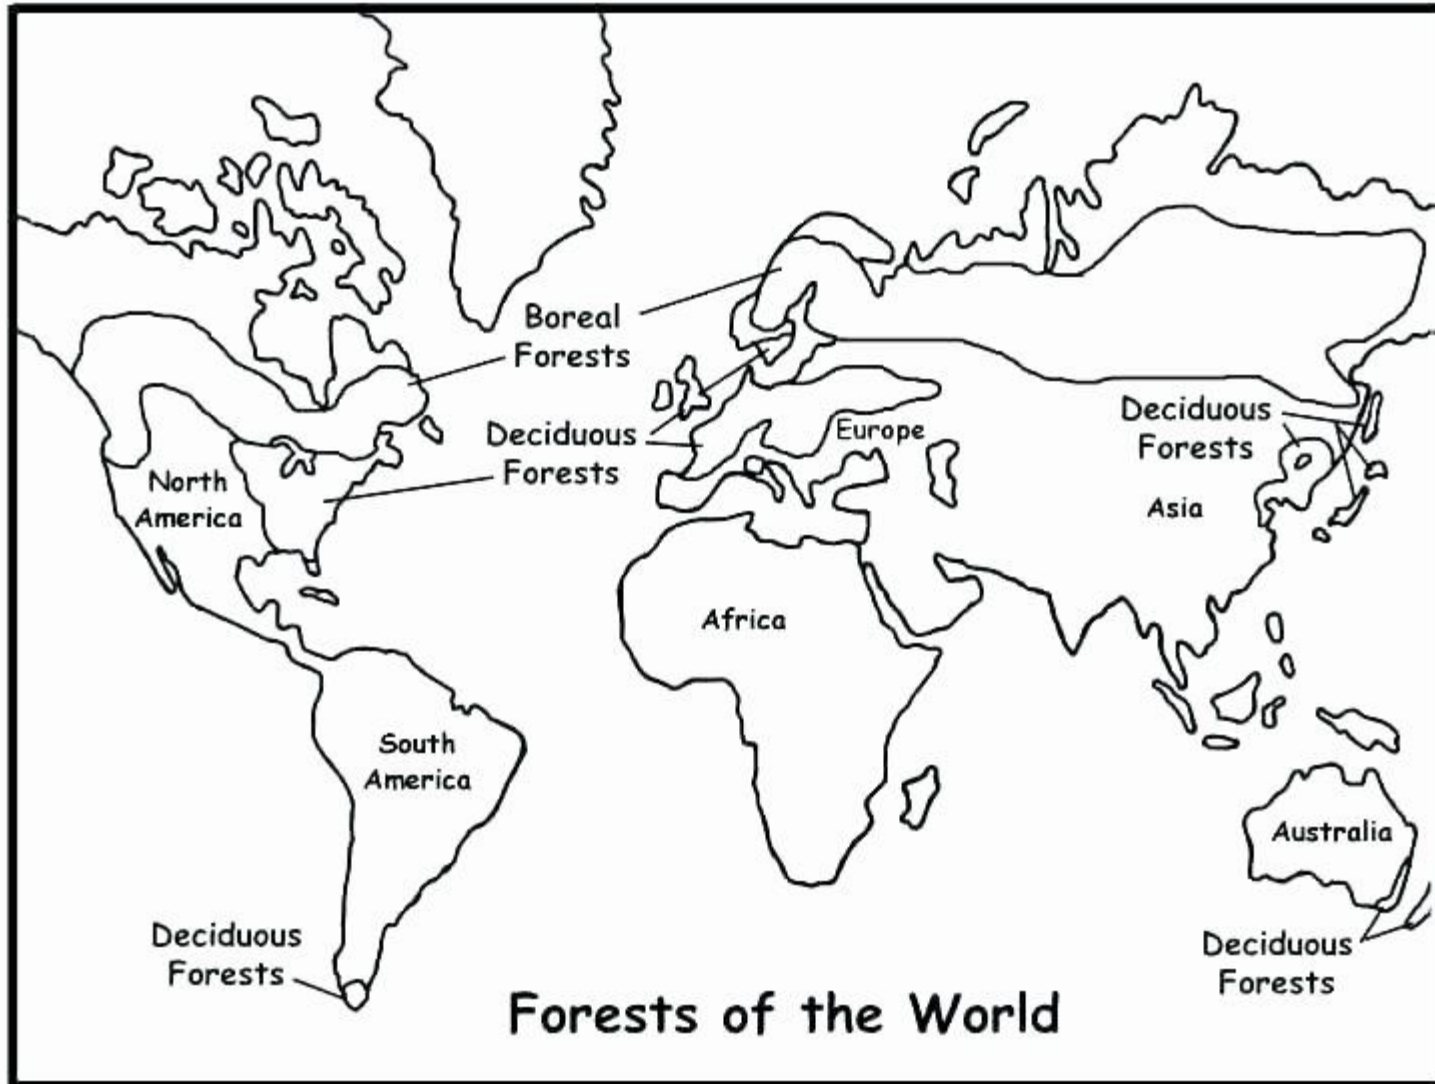 Boreal
Forests
Deciduous
Forests
Europe
North
America
Deciduous
Forests
Asia
Africa
South
America
Australia
Deciduous
Forests
Deciduous
Forests
Forests of the World